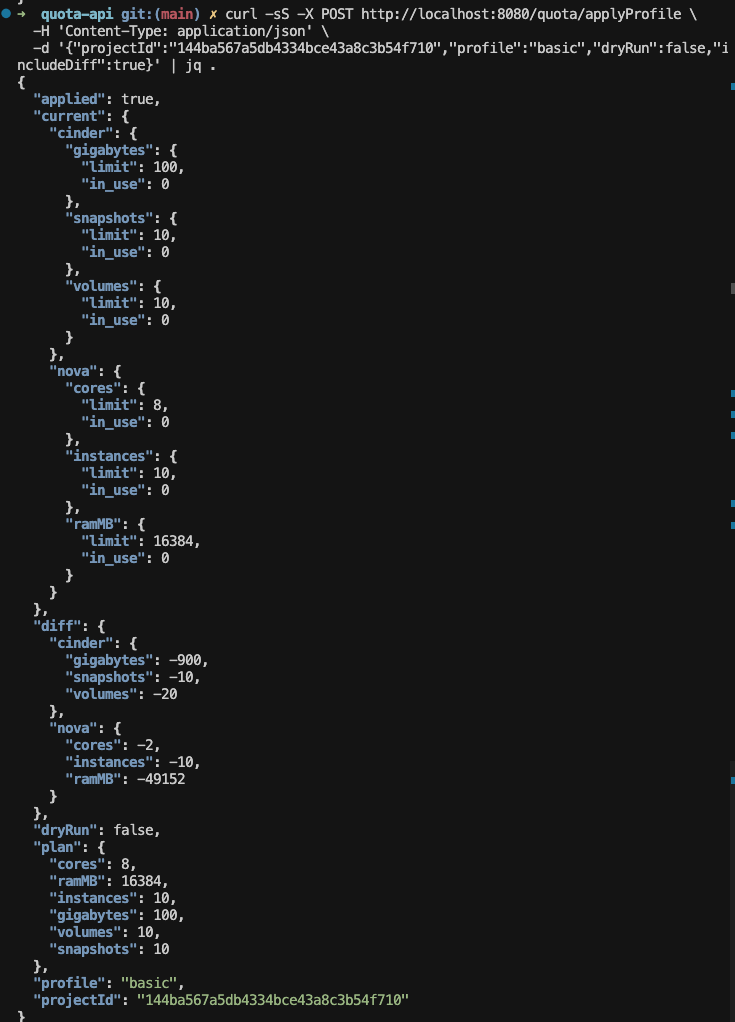 }
➜  quota-api git:(main) ✗ curl -sS -X POST http://localhost:8080/quota/applyProfile \
  -H 'Content-Type: application/json' \
  -d '{"projectId":"144ba567a5db4334bce43a8c3b54f710","profile":"basic","dryRun":false,"i
ncludeDiff":true}' | jq .
{
  "applied": true,
  "current": {
    "cinder": {
      "gigabytes": {
        "limit": 100,
        "in_use": 0
      },
      "snapshots": {
        "limit": 10,
        "in_use": 0
      },
      "volumes": {
        "limit": 10,
        "in_use": 0
      }
    },
    "nova": {
      "cores": {
        "limit": 8,
        "in_use": 0
      },
      "instances": {
        "limit": 10,
        "in_use": 0
      },
      "ramMB": {
        "limit": 16384,
        "in_use": 0
      }
    }
  },
  "diff": {
    "cinder": {
      "gigabytes": -900,
      "snapshots": -10,
      "volumes": -20
    },
    "nova": {
      "cores": -2,
      "instances": -10,
      "ramMB": -49152
    }
  },
  "dryRun": false,
  "plan": {
    "cores": 8,
    "ramMB": 16384,
    "instances": 10,
    "gigabytes": 100,
    "volumes": 10,
    "snapshots": 10
  },
  "profile": "basic",
  "projectId": "144ba567a5db4334bce43a8c3b54f710"
}